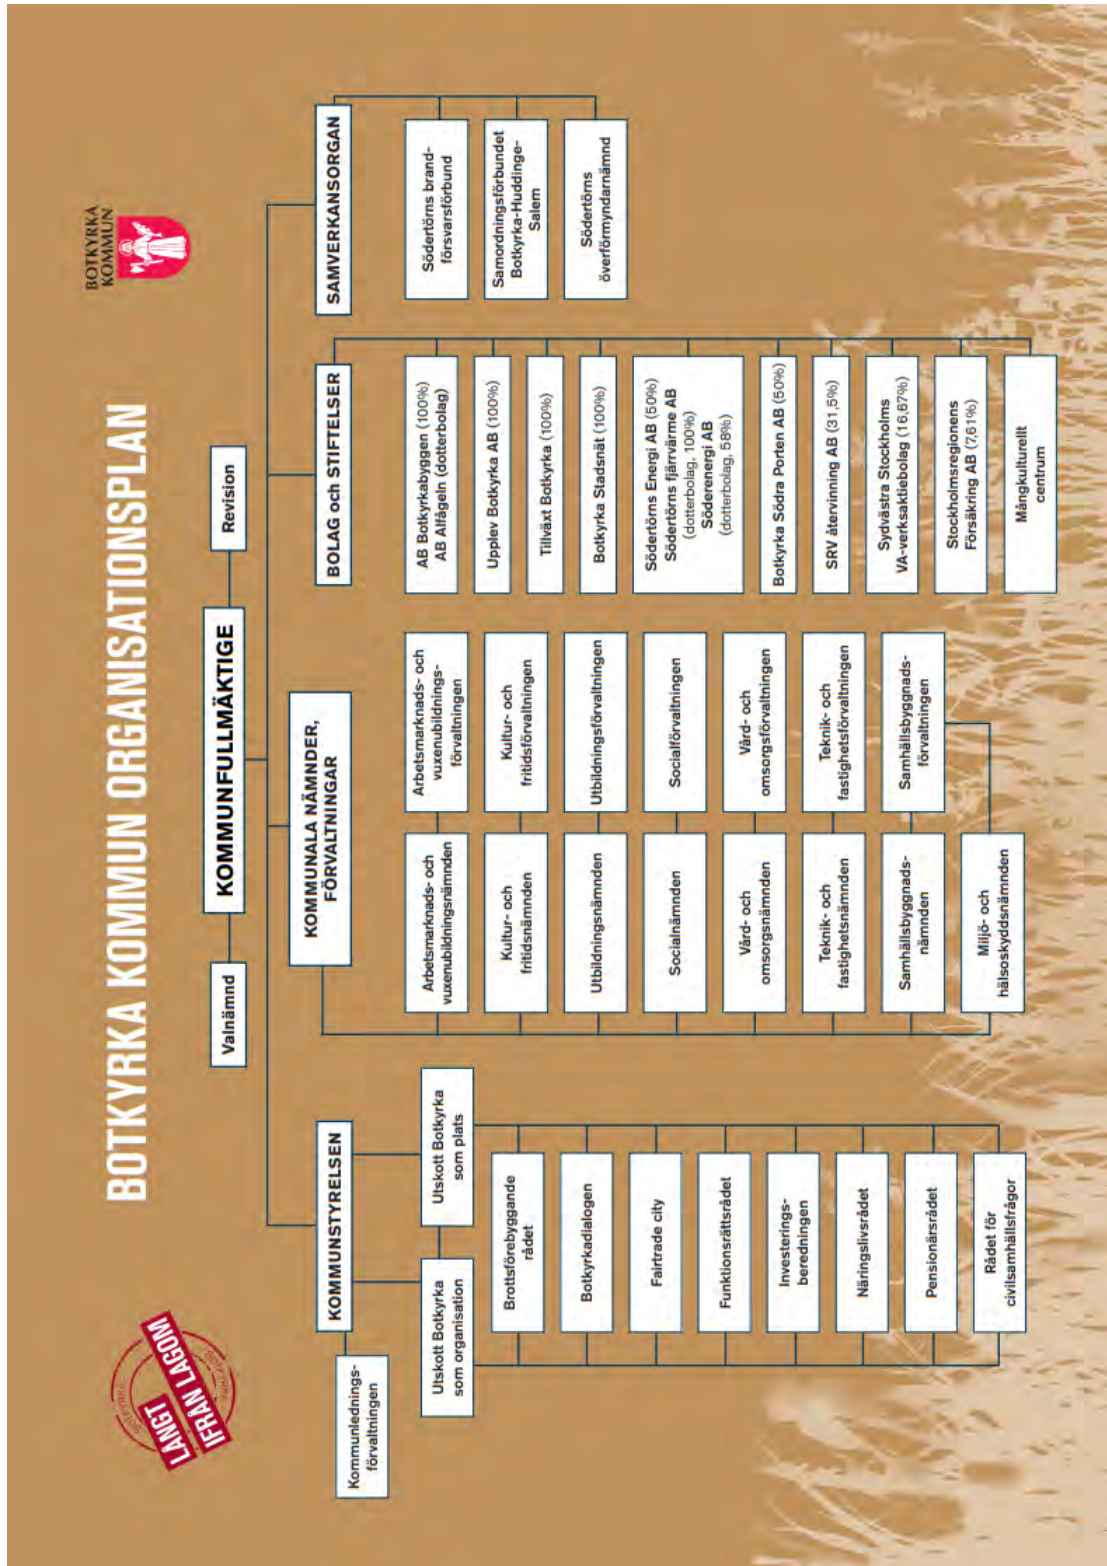 BOTKYRKA KOMMUN ORGANISATIONSPLAN
LÅNGT
IFRÅN LAGOM
BOTKYRKA
KOMMUN
Valnämnd
KOMMUNFULLMÄKTIGE
Revision
KOMMUNSTYRELSEN
Kommunlednings-
förvaltningen
Utskott Botkyrka
som organisation
Utskott Botkyrka
som plats
Brottsförebyggande
rådet
Botkyrkadialogen
Fairtrade city
Funktionsrättsrådet
Investerings-
beredningen
Näringslivsrådet
Pensionärsrådet
Rådet för
civilsamhällsfrågor
KOMMUNALA NÄMNDER,
FÖRVALTNINGAR
Arbetsmarknads- och
vuxenubildningsnämnden
Arbetsmarknads- och
vuxenubildnings-
förvaltningen
Kultur- och
fritidsnämnden
Kultur- och
fritidsförvaltningen
Utbildningsnämnden
Utbildningsförvaltningen
Socialnämnden
Socialförvaltningen
Vård- och
omsorgsnämnden
Vård- och
omsorgsförvaltningen
Teknik- och
fastighetsnämnden
Teknik- och
fastighetsförvaltningen
Samhällsbyggnads-
nämnden
Samhällsbyggnads-
förvaltningen
Miljö- och
hälsoskyddsnämnden
BOLAG och STIFTELSER
AB Botkyrkabyggen (100%)
AB Alfågeln (dotterbolag)
Upplev Botkyrka AB (100%)
Tillväxt Botkyrka (100%)
Botkyrka Stadsnät (100%)
Södertörns Energi AB (50%)
Södertörns fjärrvärme AB
(dotterbolag, 100%)
Söderenergi AB
(dotterbolag, 58%)
Botkyrka Södra Porten AB (50%)
SRV återvinning AB (31,5%)
Sydvästra Stockholms
VA-verksaktiebolag (16,67%)
Stockholmsregionens
Försäkring AB (7,61%)
Mångkulturellt
centrum
SAMVERKANSORGAN
Södertörns brand-
försvarsförbund
Samordningsförbundet
Botkyrka-Huddinge-
Salem
Södertörns
överförmyndarnämnd